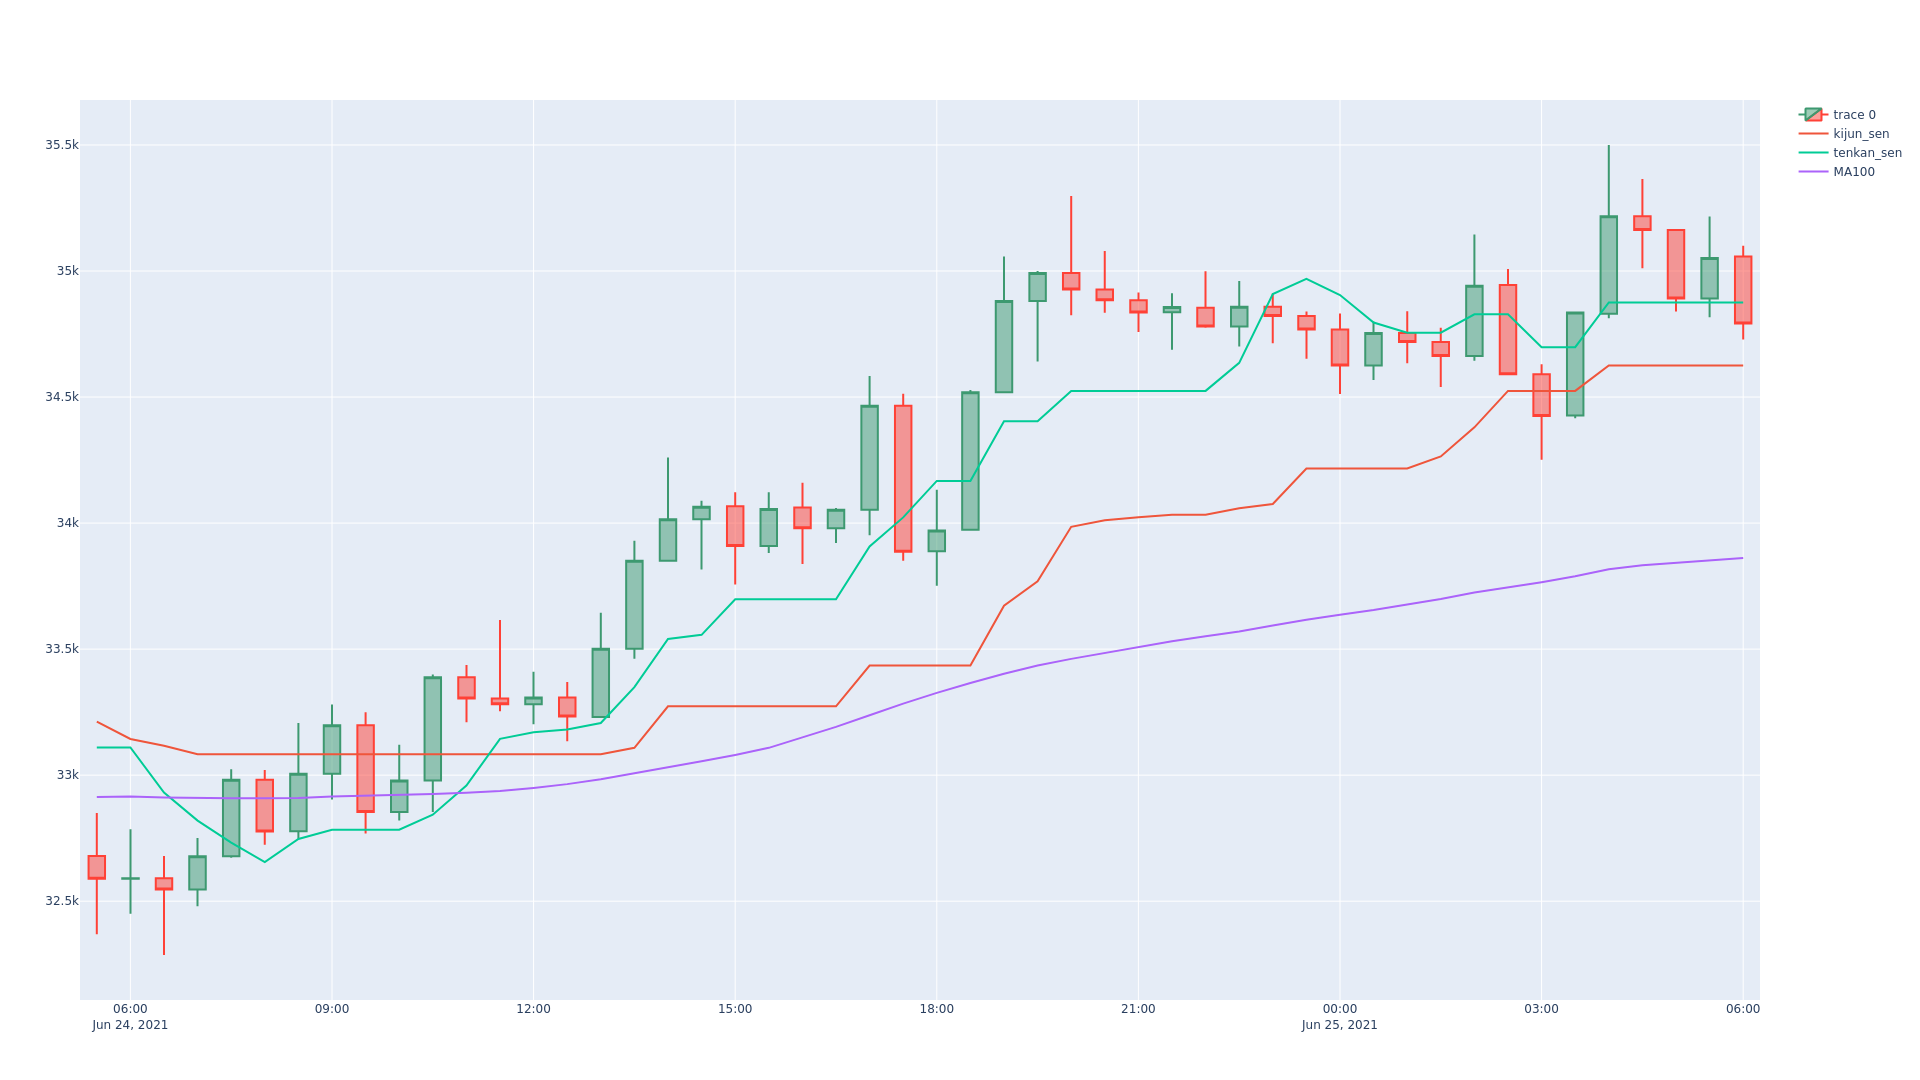 35.5k
35k
34.5k
34k
33.5k
33k
32.5k
06:00 09:00 12:00 15:00 18:00 21:00 00:00 03:00 06:00
Jun 24, 2021 Jun 25, 2021
trace 0
kijun_sen
tenkan_sen
MA100